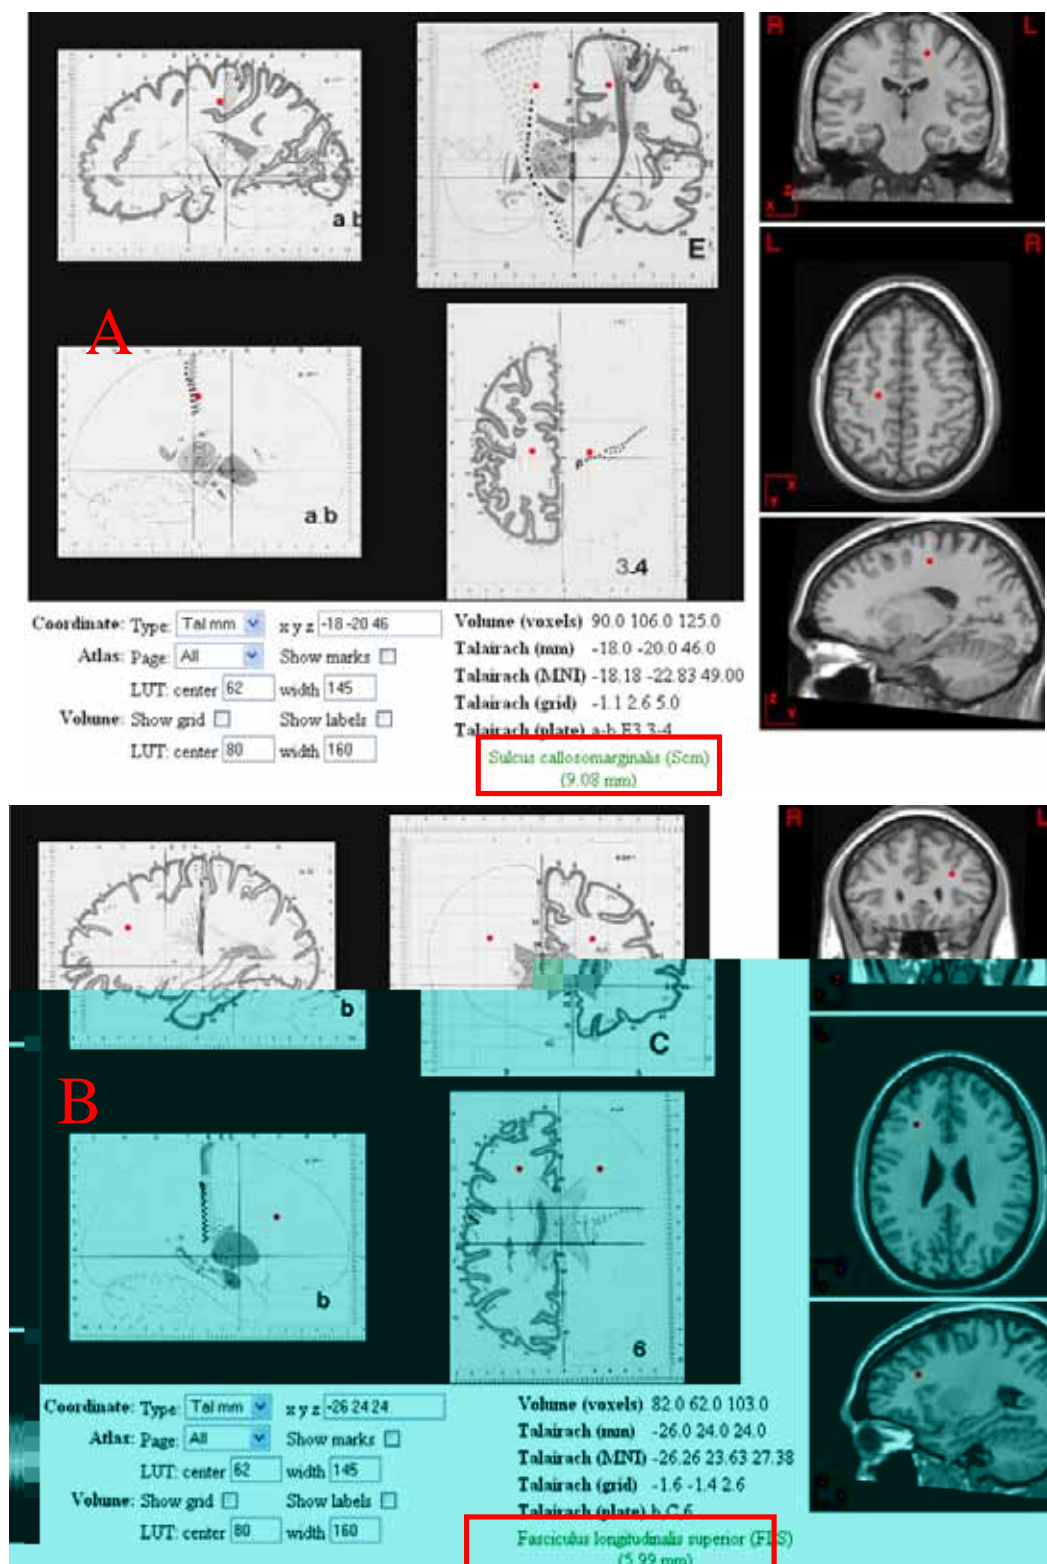 R L
E
a b
A
L R
a b
3-4
Coordinate: Type: Tal mm x y z -18 -20 46
Atlas: Page: All Show marks
LUT: center 62 width 145
Volume: Show grid Show labels
LUT: center 80 width 160
Volume (voxels) 90.0 106.0 125.0
Talairach (mm) -18.0 -20.0 46.0
Talairach (MNI) -18.18 -22.83 49.00
Talairach (grid) -1.1 2.6 5.0
Talairach (plate) a-b E3 3-4
Sulcus callosomarginalis (Scm)
(9.08 mm)
R L
b
C
B
b
6
Coordinate: Type: Tal mm x y z -26 24 24
Atlas: Page: All Show marks
LUT: center 62 width 145
Volume: Show grid Show labels
LUT: center 80 width 160
Volume (voxels) 82.0 62.0 103.0
Talairach (mm) -26.0 24.0 24.0
Talairach (MNI) -26.26 23.63 27.38
Talairach (grid) -1.6 -1.4 2.6
Talairach (plate) b C 6
Fasciculus longitudinalis superior (FLS)
(5.99 mm)